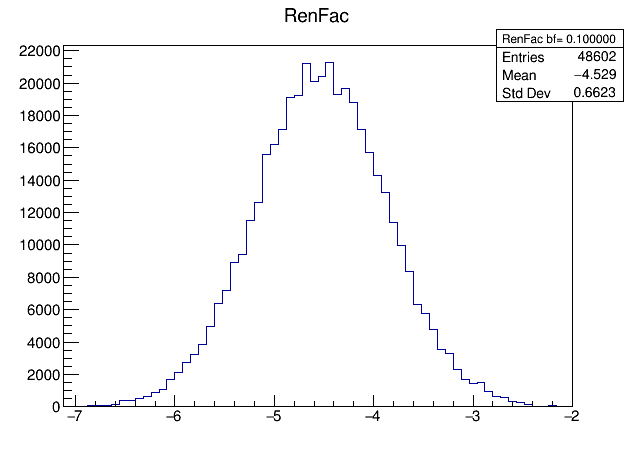 RenFac
RenFac bf= 0.100000
Entries 48602
Mean −4.529
Std Dev 0.6623
22000
20000
18000
16000
14000
12000
10000
8000
6000
4000
2000
0
−7 −6 −5 −4 −3 −2